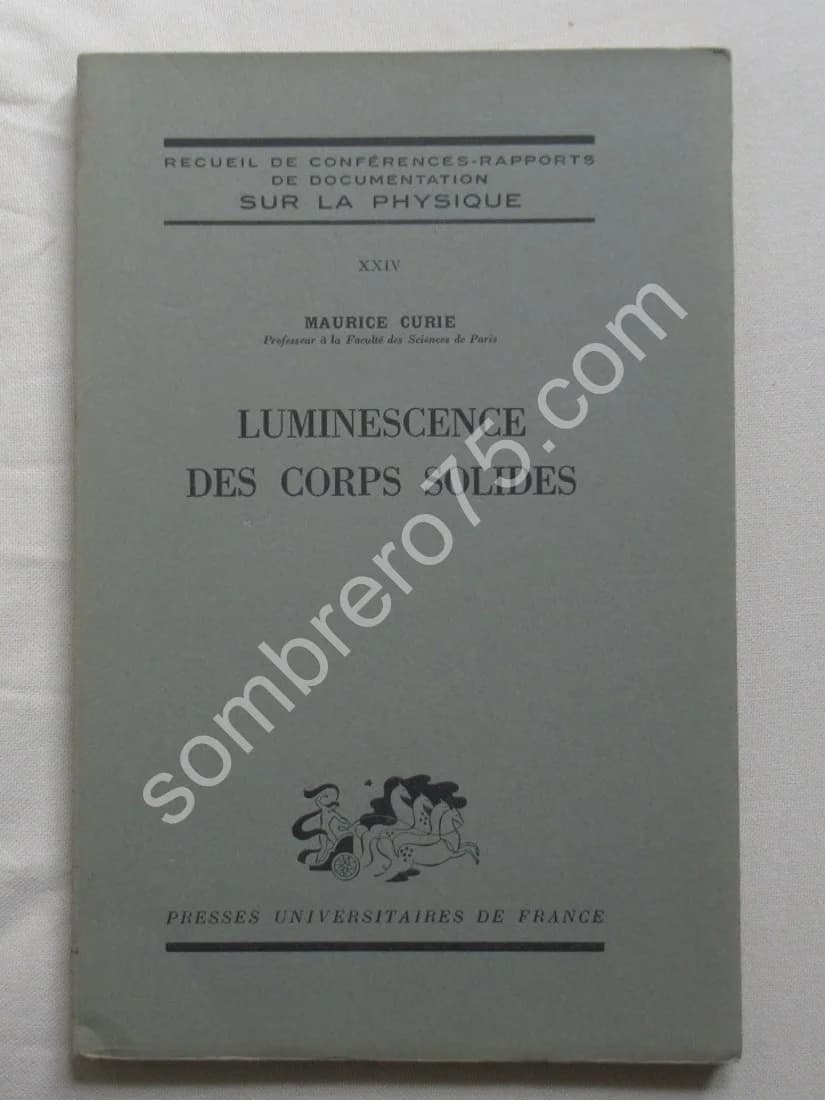 RECUEIL DE CONFÉRENCES-RAPPORTS
DE DOCUMENTATION
SUR LA PHYSIQUE
XXIV
MAURICE CURIE
Professeur à la Faculté des Sciences de Paris
LUMINESCENCE
DES CORPS SOLIDES
PRESSES UNIVERSITAIRES DE FRANCE
sombrero75.com